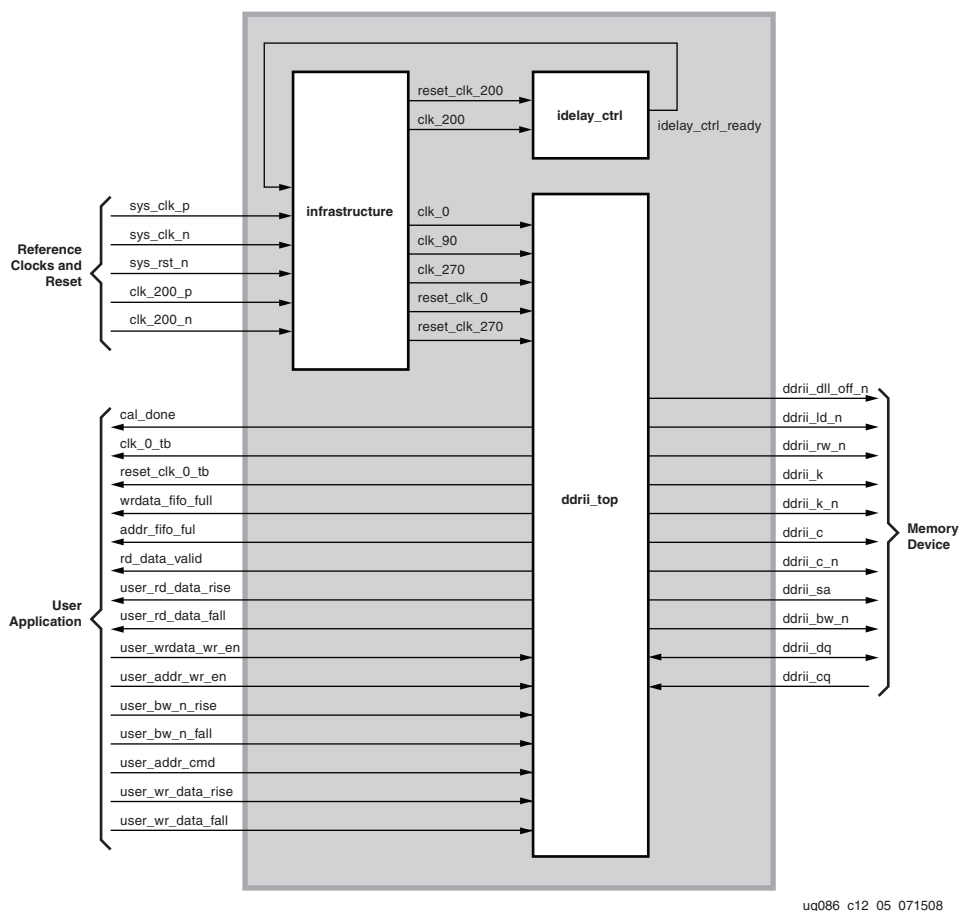 reset_clk_200
clk_200
idelay_ctrl
idelay_ctrl_ready
infrastructure
Reference
Clocks and
Reset
sys_clk_p
sys_clk_n
sys_rst_n
clk_200_p
clk_200_n
clk_0
clk_90
clk_270
reset_clk_0
reset_clk_270
ddrii_top
User
Application
cal_done
clk_0_tb
reset_clk_0_tb
wrdata_fifo_full
addr_fifo_ful
rd_data_valid
user_rd_data_rise
user_rd_data_fall
user_wrdata_wr_en
user_addr_wr_en
user_bw_n_rise
user_bw_n_fall
user_addr_cmd
user_wr_data_rise
user_wr_data_fall
ddrii_dll_off_n
ddrii_ld_n
ddrii_rw_n
ddrii_k
ddrii_k_n
ddrii_c
ddrii_c_n
ddrii_sa
ddrii_bw_n
ddrii_dq
ddrii_cq
Memory
Device
ug086_c12_05_071508